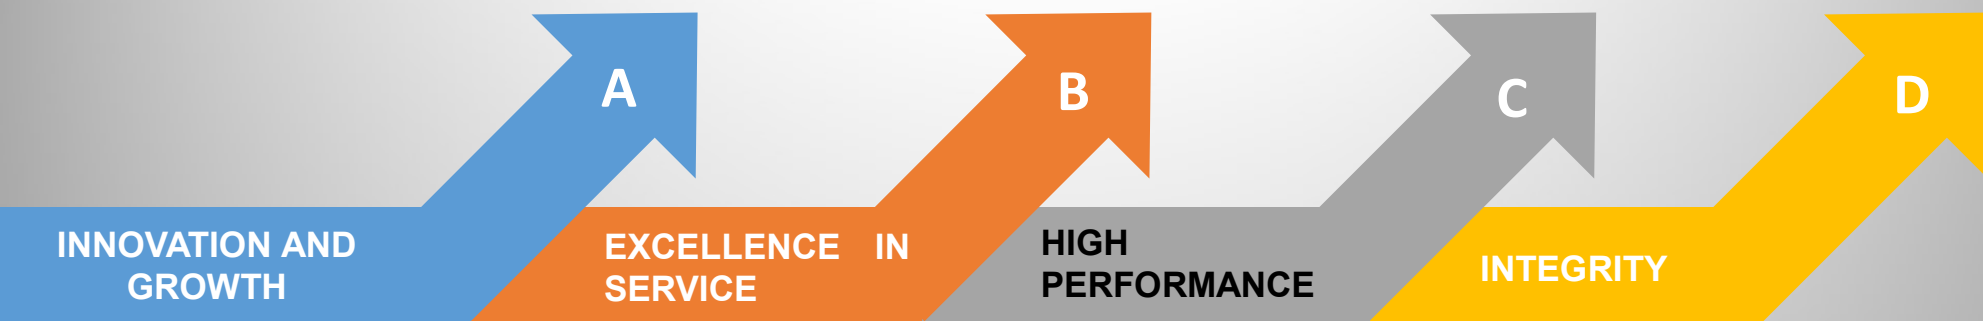 A
B
C
D
INNOVATION AND
GROWTH
EXCELLENCE IN
SERVICE
HIGH
PERFORMANCE
INTEGRITY